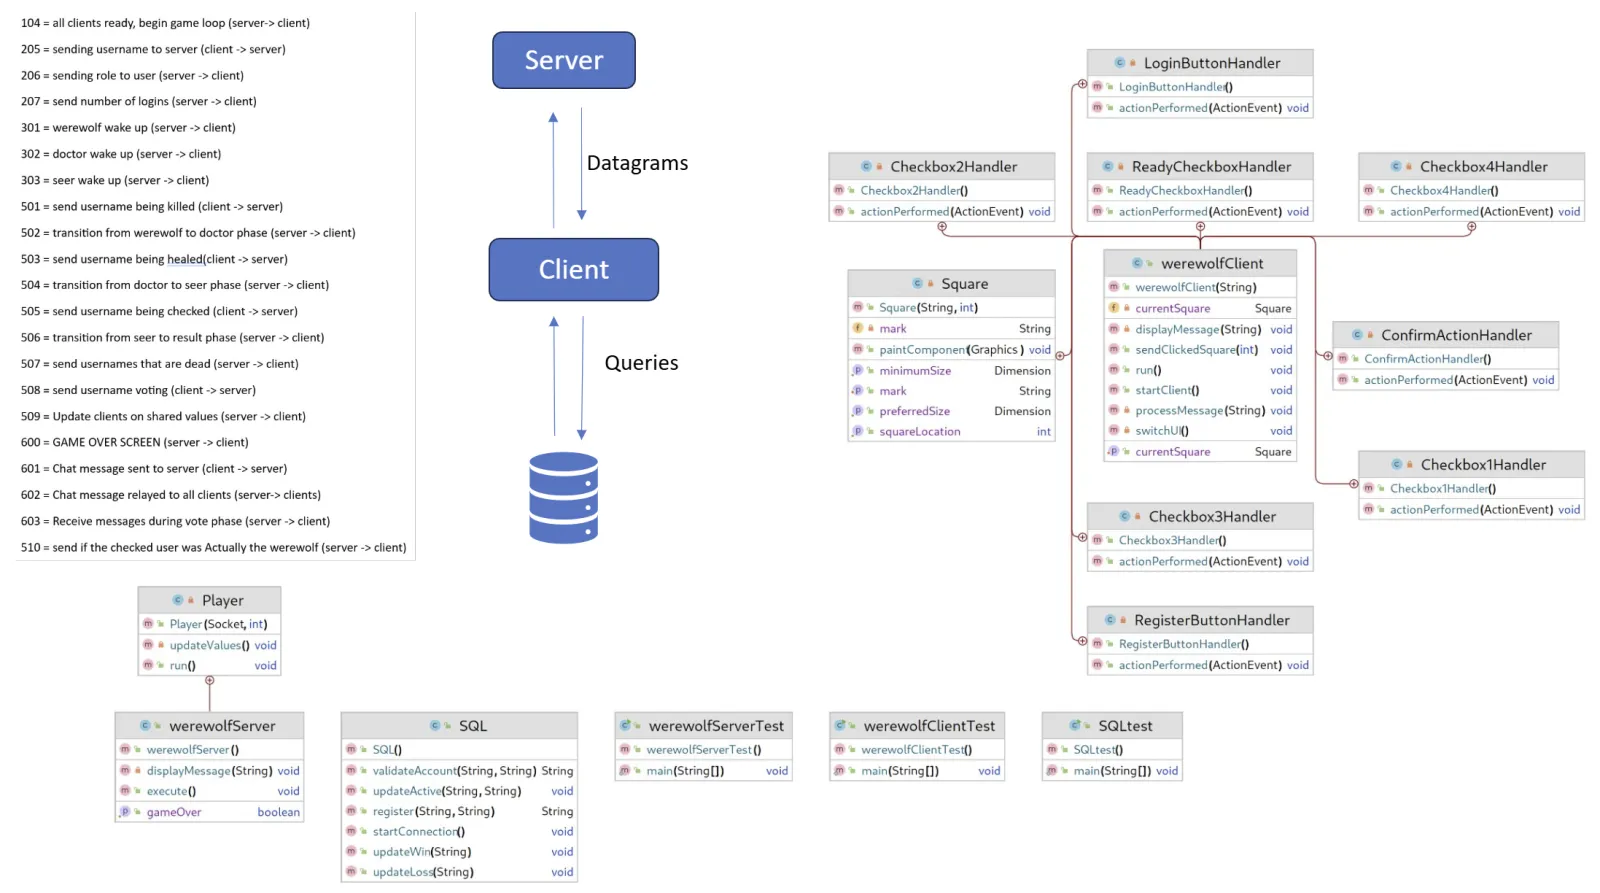 104 = all clients ready, begin game loop (server-> client)
205 = sending username to server (client -> server)
206 = sending role to user (server -> client)
207 = send number of logins (server -> client)
301 = werewolf wake up (server -> client)
302 = doctor wake up (server -> client)
303 = seer wake up (server -> client)
501 = send username being killed (client -> server)
502 = transition from werewolf to doctor phase (server -> client)
503 = send username being healed(client -> server)
504 = transition from doctor to seer phase (server -> client)
505 = send username being checked (client -> server)
506 = transition from seer to result phase (server -> client)
507 = send usernames that are dead (server -> client)
508 = send username voting (client -> server)
509 = Update clients on shared values (server -> client)
600 = GAME OVER SCREEN (server -> client)
601 = Chat message sent to server (client -> server)
602 = Chat message relayed to all clients (server-> clients)
603 = Receive messages during vote phase (server -> client)
510 = send if the checked user was Actually the werewolf (server -> client)
Server
Datagrams
Client
Queries
LoginButtonHandler
LoginButtonHandler()
actionPerformed(ActionEvent) void
Checkbox2Handler
Checkbox2Handler()
actionPerformed(ActionEvent) void
ReadyCheckboxHandler
ReadyCheckboxHandler()
actionPerformed(ActionEvent) void
Checkbox4Handler
Checkbox4Handler()
actionPerformed(ActionEvent) void
Square
Square(String, int)
mark String
paintComponent(Graphics ) void
minimumSize Dimension
mark String
preferredSize Dimension
squareLocation int
werewolfClient
werewolfClient(String)
currentSquare Square
displayMessage(String) void
sendClickedSquare(int) void
run() void
startClient() void
processMessage(String) void
switchUI() void
currentSquare Square
ConfirmActionHandler
ConfirmActionHandler()
actionPerformed(ActionEvent) void
Checkbox1Handler
Checkbox1Handler()
actionPerformed(ActionEvent) void
Checkbox3Handler
Checkbox3Handler()
actionPerformed(ActionEvent) void
RegisterButtonHandler
RegisterButtonHandler()
actionPerformed(ActionEvent) void
Player
Player(Socket, int)
updateValues() void
run() void
werewolfServer
werewolfServer()
displayMessage(String) void
execute() void
gameOver boolean
SQL
SQL()
validateAccount(String, String) String
updateActive(String, String) void
register(String, String) String
startConnection() void
updateWin(String) void
updateLoss(String) void
werewolfServerTest
werewolfServerTest()
main(String[]) void
werewolfClientTest
werewolfClientTest()
main(String[]) void
SQLtest
SQLtest()
main(String[]) void